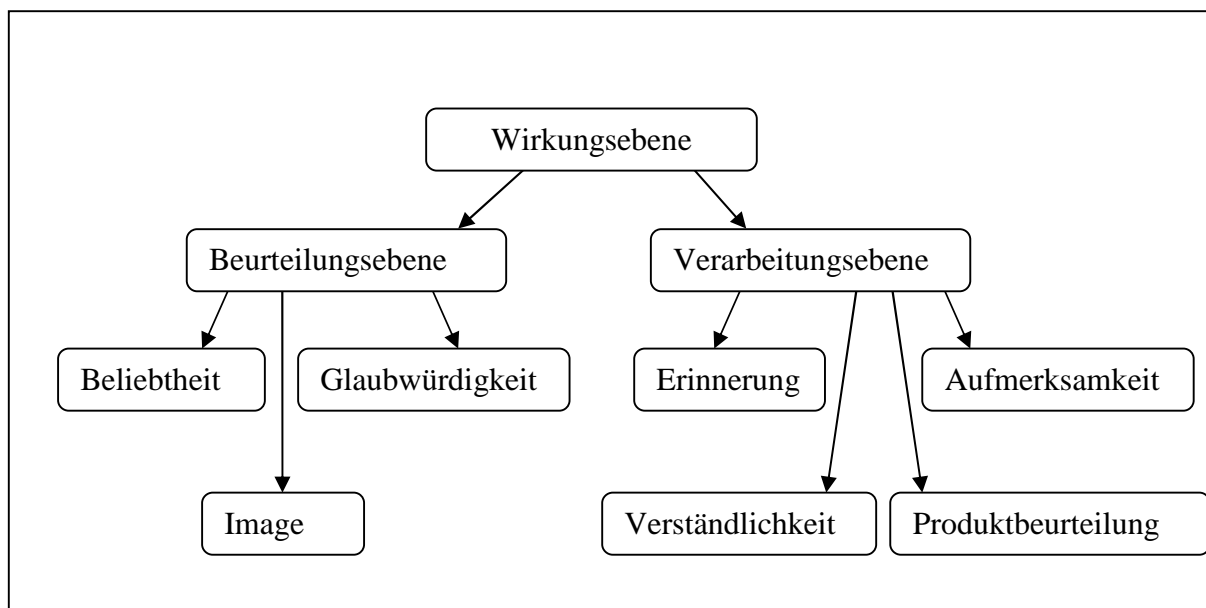 Wirkungsebene
Beurteilungsebene
Verarbeitungsebene
Beliebtheit
Glaubwürdigkeit
Erinnerung
Aufmerksamkeit
Image
Verständlichkeit
Produktbeurteilung